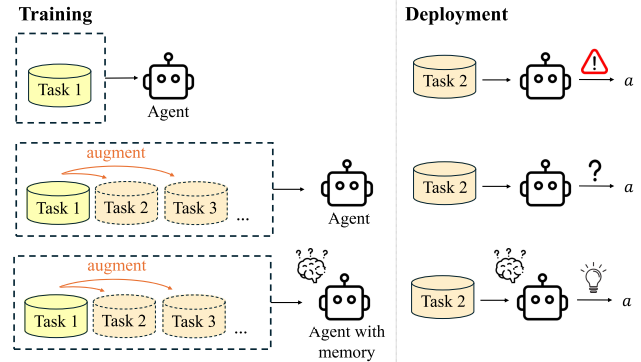 Training
Deployment
Task 1
Agent
Task 2
!
a
augment
Task 1
Task 2
Task 3
...
Agent
Task 2
?
a
augment
Task 1
Task 2
Task 3
...
? ? ?
Agent with
memory
Task 2
? ? ?
a